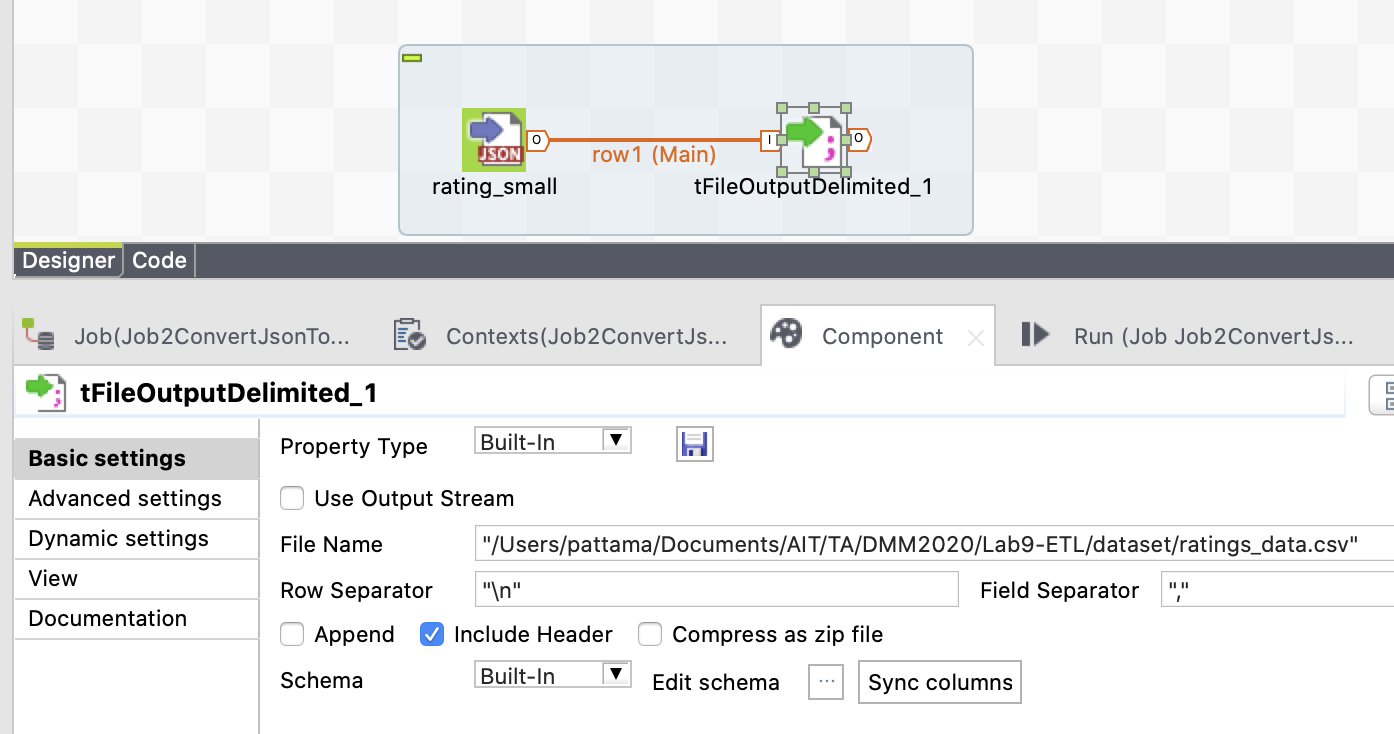 JSON
O
row1 (Main)
I
;
O
rating_small
tFileOutputDelimited_1
Designer
Code
Job(Job2ConvertJsonTo...
Contexts(Job2ConvertJs...
Component
Run (Job Job2ConvertJs...
tFileOutputDelimited_1
Basic settings
Advanced settings
Dynamic settings
View
Documentation
Property Type
Built-In
Use Output Stream
File Name
"/Users/pattama/Documents/AIT/TA/DMM2020/Lab9-ETL/dataset/ratings_data.csv"
Row Separator
"\n"
Field Separator
","
Append
Include Header
Compress as zip file
Schema
Built-In
Edit schema
...
Sync columns